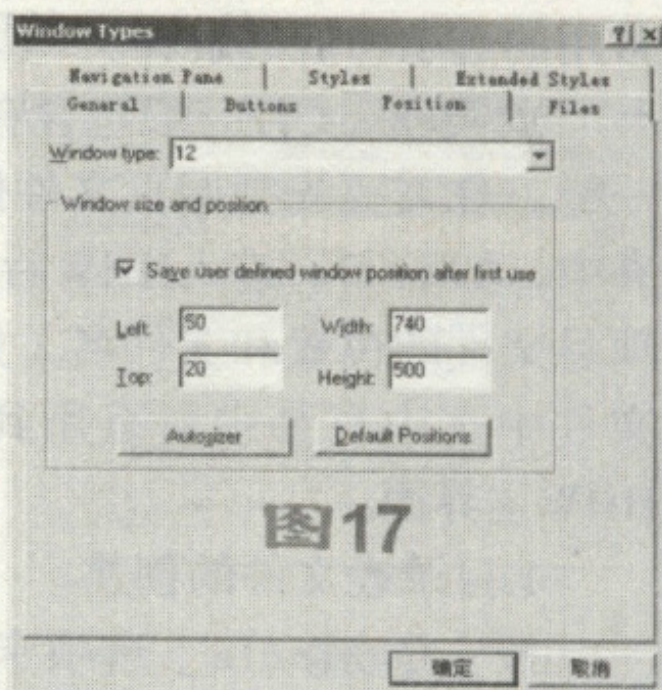 Window Types
Navigation Pane Styles Extended Styles
General Buttons Position Files
Window type: 12
Window size and position
Save user defined window position after first use
Left: 50 Width: 740
Top: 20 Height: 500
Autosizer Default Positions
图17
确定 取消